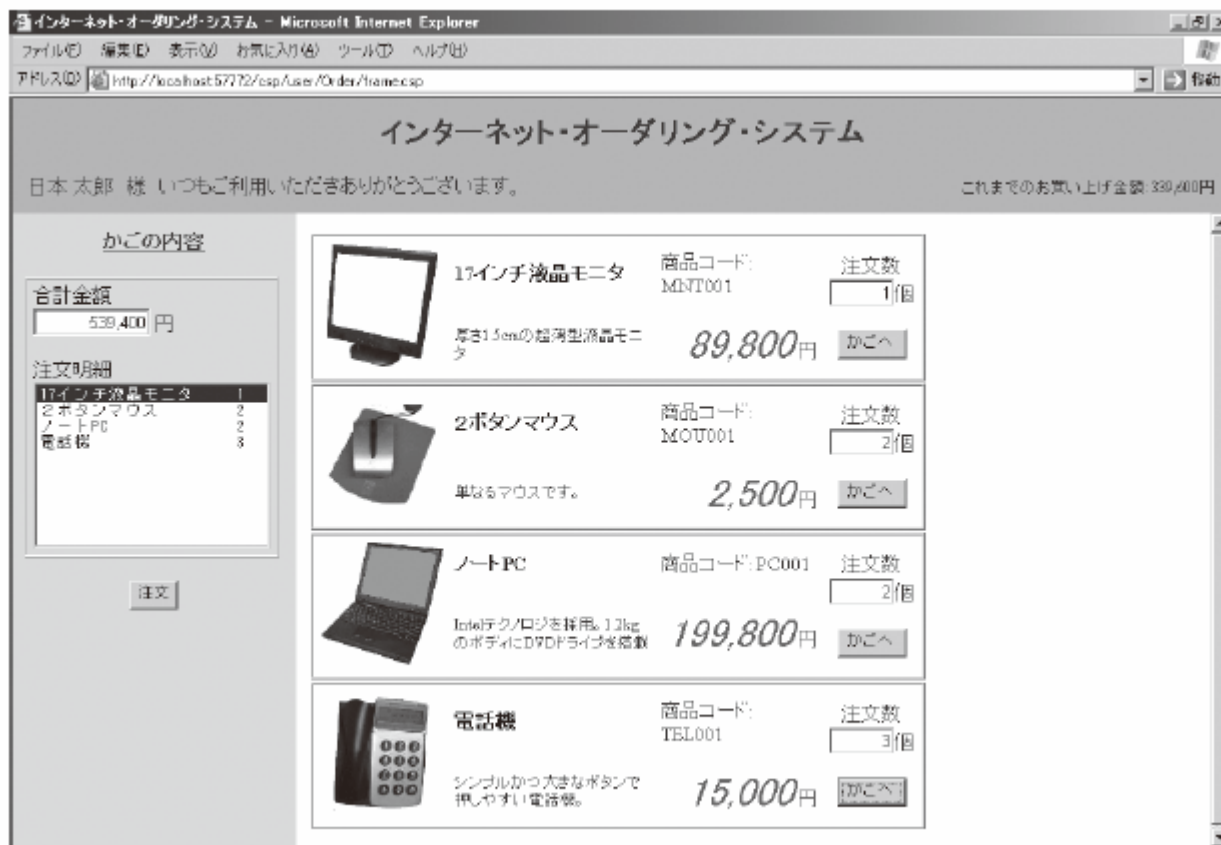 インターネット・オーダリング・システム - Microsoft Internet Explorer
ファイル(F) 編集(E) 表示(V) お気に入り(A) ツール(T) ヘルプ(H)
アドレス(D) http://localhost:57772/csp/user/Order/frame.csp 移動
インターネット・オーダリング・システム
日本 太郎 様 いつもご利用いただきありがとうございます。
これまでのお買い上げ金額: 339,600円
かごの内容
合計金額
539,400 円
注文明細
17インチ液晶モニタ 1
2ボタンマウス 2
ノートPC 2
電話機 3
注文
17インチ液晶モニタ
商品コード: MNT001
注文数
1個
厚さ1.5cmの超薄型液晶モニタ
89,800円
かごへ
2ボタンマウス
商品コード: MOU001
注文数
2個
単なるマウスです。
2,500円
かごへ
ノートPC
商品コード: PC001
注文数
2個
Intelテクノロジを採用。1.2kg
のボディにDVDドライブを搭載
199,800円
かごへ
電話機
商品コード: TEL001
注文数
3個
シンプルかつ大きなボタンで
押しやすい電話機。
15,000円
かごへ